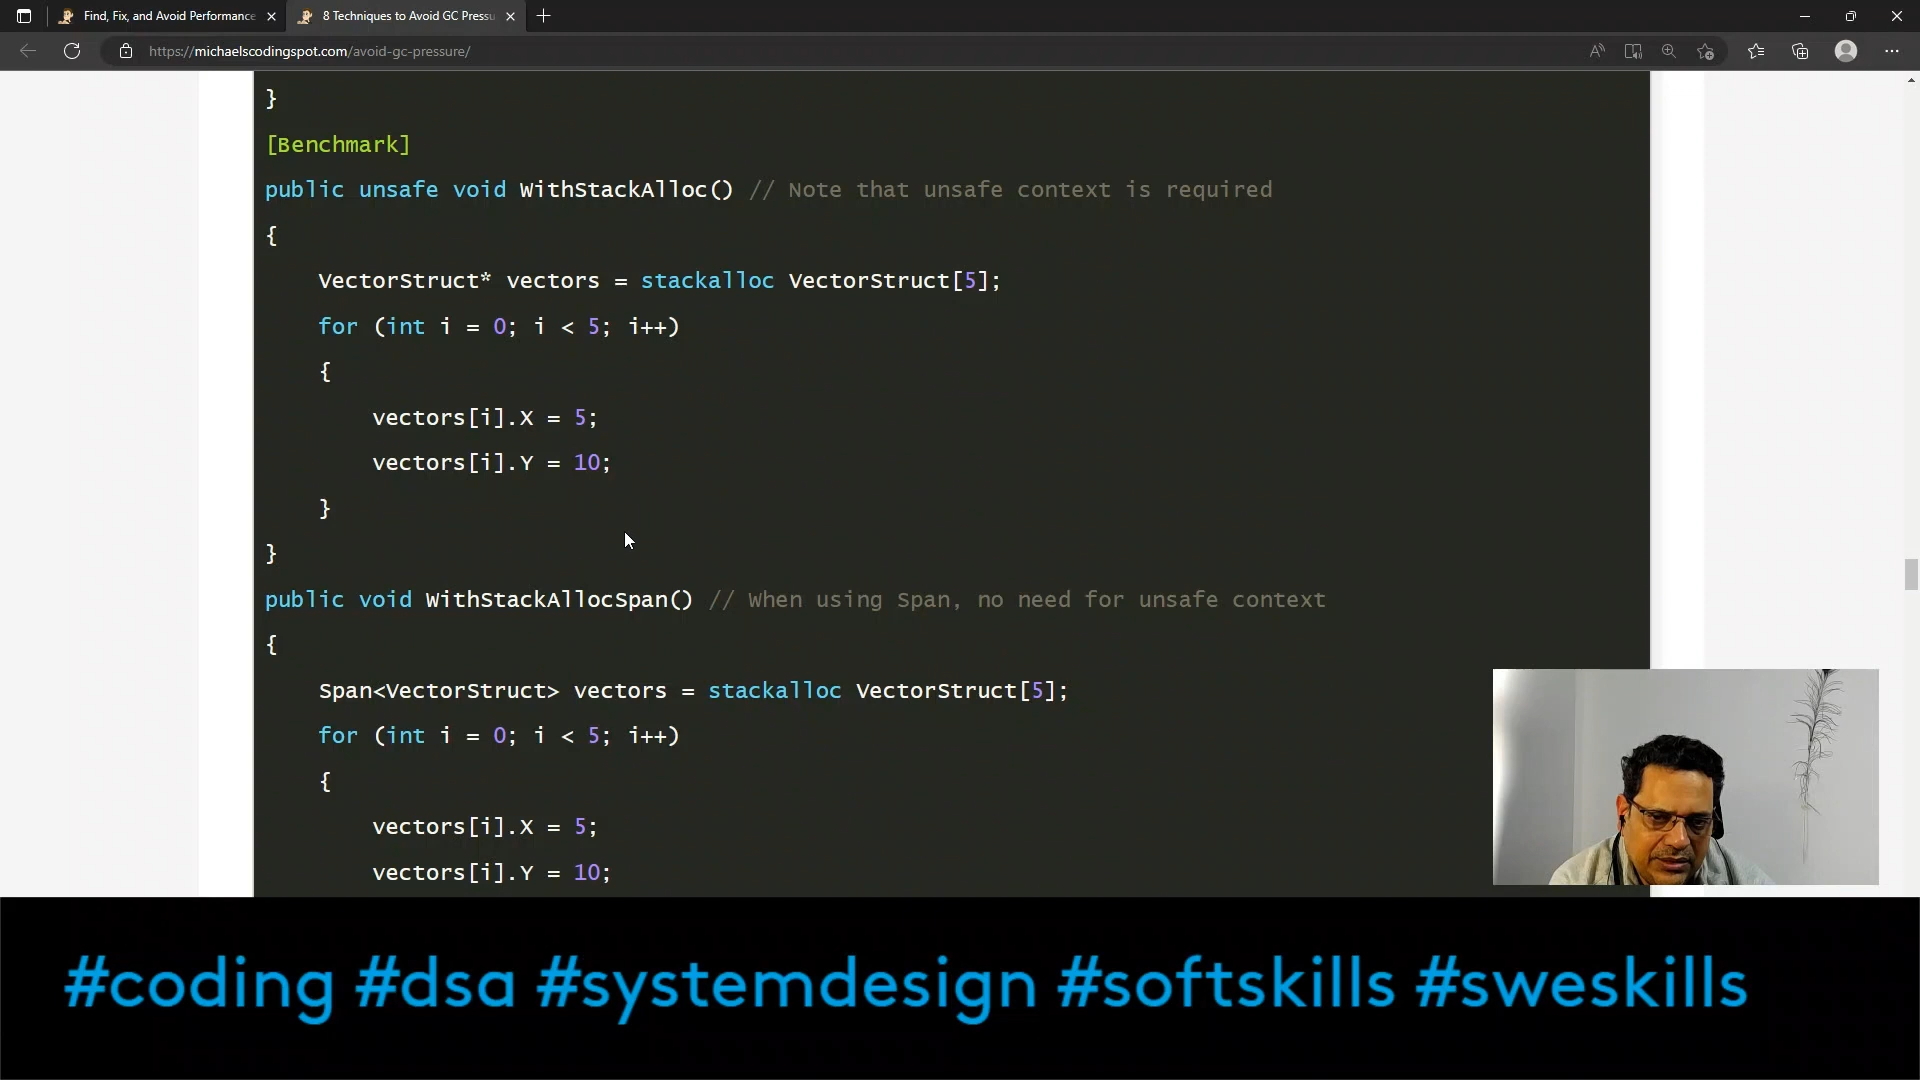 Find, Fix, and Avoid Performance
8 Techniques to Avoid GC Pressu
https://michaelscodingspot.com/avoid-gc-pressure/
}
[Benchmark]
public unsafe void WithStackAlloc() // Note that unsafe context is required
{
VectorStruct* vectors = stackalloc VectorStruct[5];
for (int i = 0; i < 5; i++)
{
vectors[i].X = 5;
vectors[i].Y = 10;
}
}
public void WithStackAllocSpan() // When using Span, no need for unsafe context
{
Span<VectorStruct> vectors = stackalloc VectorStruct[5];
for (int i = 0; i < 5; i++)
{
vectors[i].X = 5;
vectors[i].Y = 10;
#coding #dsa #systemdesign #softskills #sweskills